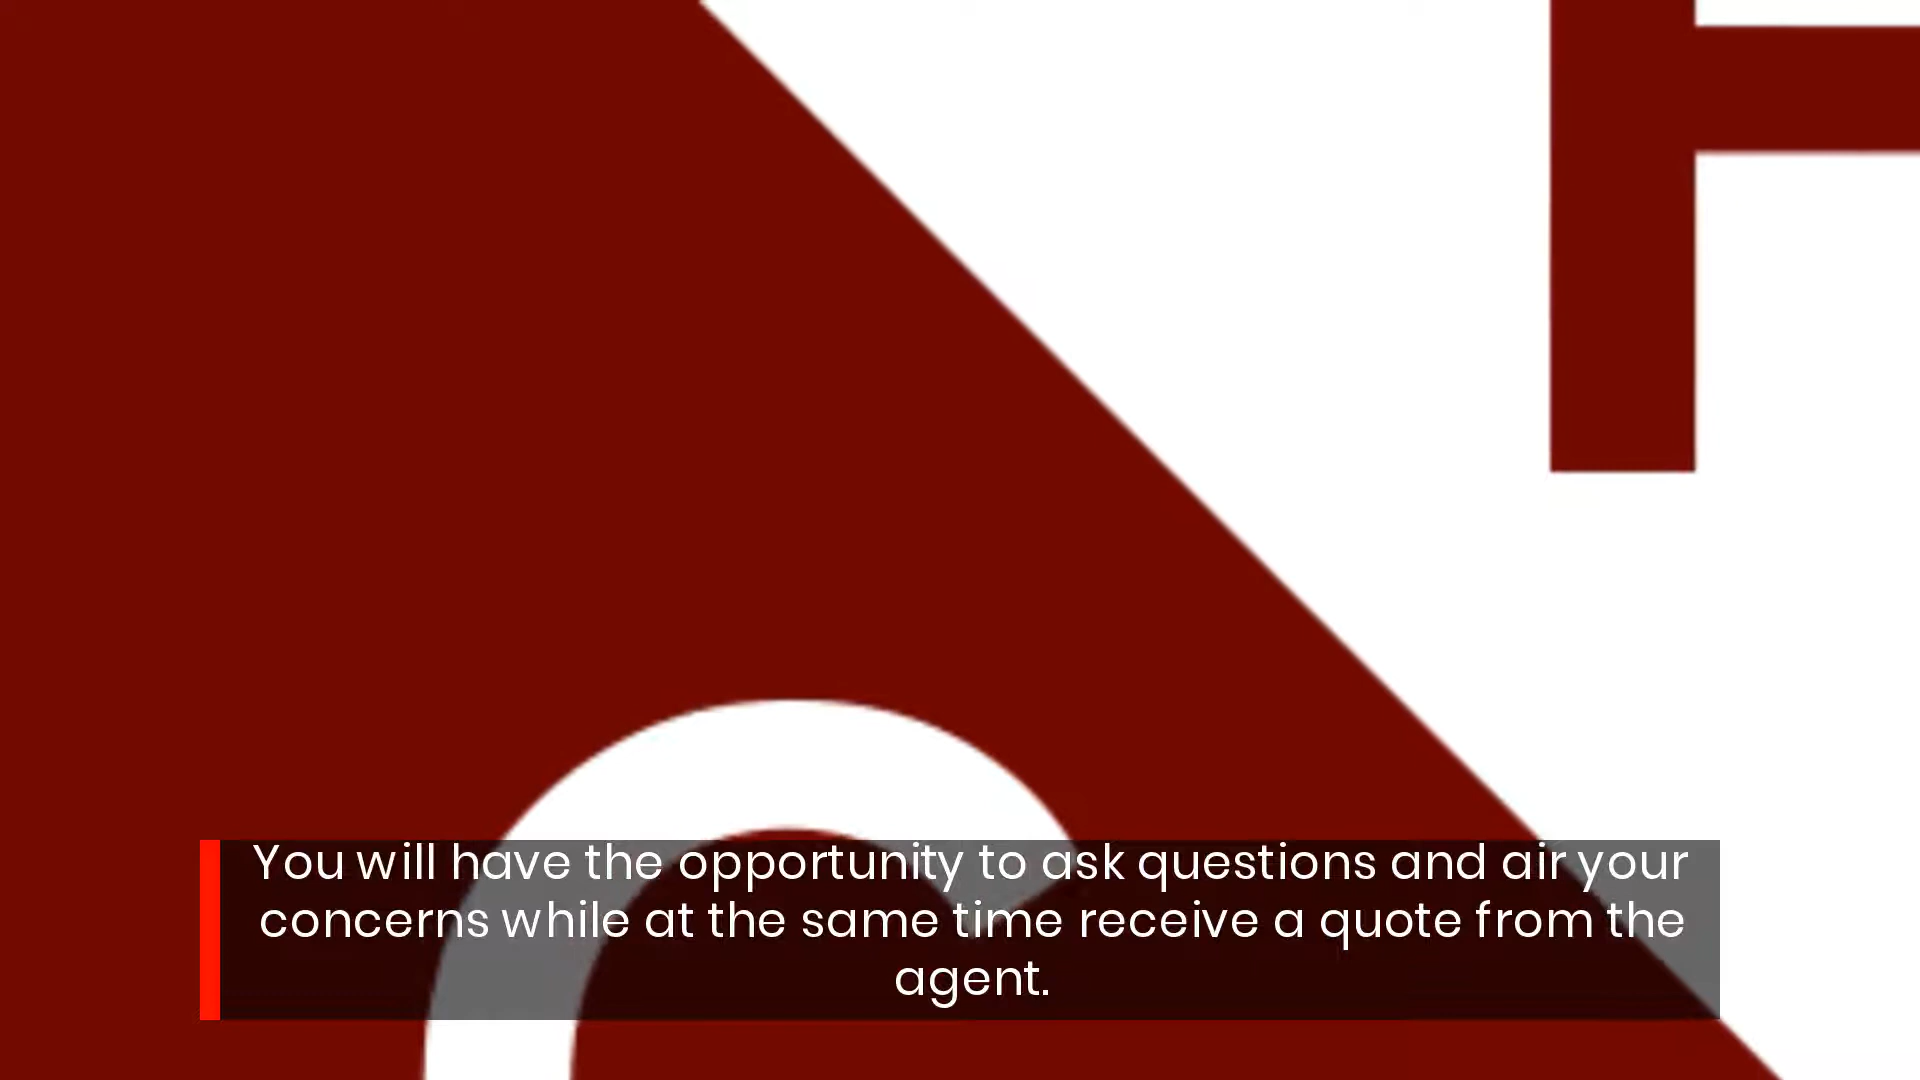 You will have the opportunity to ask questions and air your
concerns while at the same time receive a quote from the
agent.